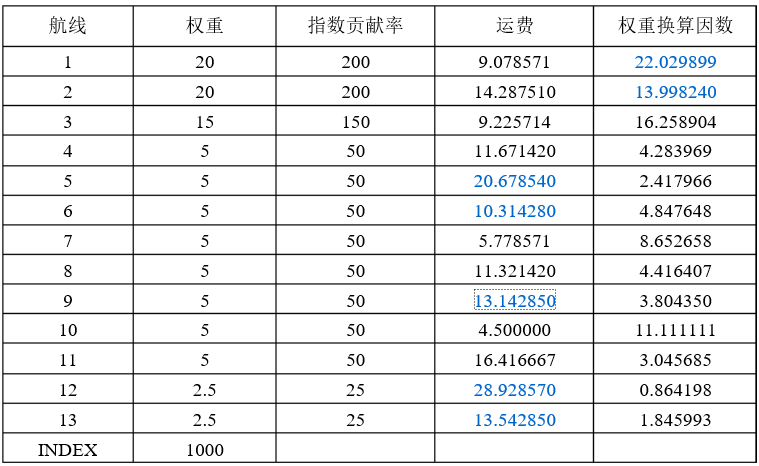 航线 权重 指数贡献率 运费 权重换算因数
1 20 200 9.078571 22.029899
2 20 200 14.287510 13.998240
3 15 150 9.225714 16.258904
4 5 50 11.671420 4.283969
5 5 50 20.678540 2.417966
6 5 50 10.314280 4.847648
7 5 50 5.778571 8.652658
8 5 50 11.321420 4.416407
9 5 50 13.142850 3.804350
10 5 50 4.500000 11.111111
11 5 50 16.416667 3.045685
12 2.5 25 28.928570 0.864198
13 2.5 25 13.542850 1.845993
INDEX 1000